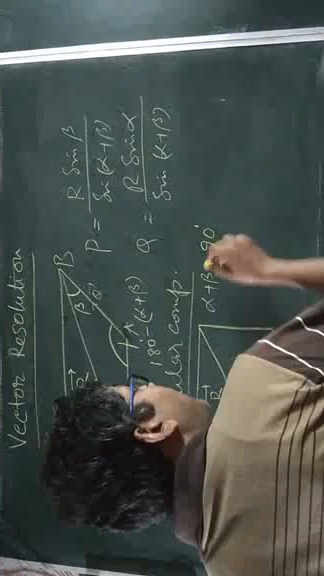 Vector Resolution
B
β
R
180-(α+β)
P = R Sin β / Sin (α+β)
Q = R Sin α / Sin (α+β)
ular comp.
α+β 90°
R